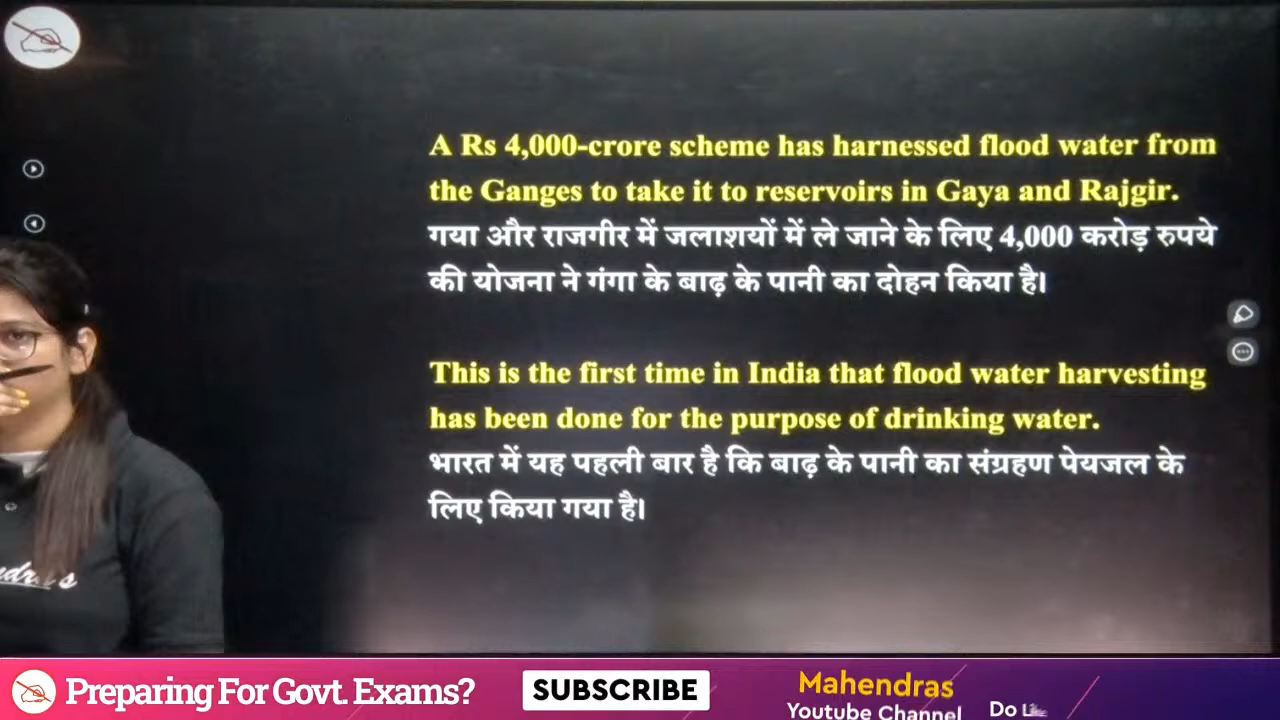 A Rs 4,000-crore scheme has harnessed flood water from
the Ganges to take it to reservoirs in Gaya and Rajgir.
गया और राजगीर में जलाशयों में ले जाने के लिए 4,000 करोड़ रुपये
की योजना ने गंगा के बाढ़ के पानी का दोहन किया है।
This is the first time in India that flood water harvesting
has been done for the purpose of drinking water.
भारत में यह पहली बार है कि बाढ़ के पानी का संग्रहण पेयजल के
लिए किया गया है।
Preparing For Govt. Exams?
SUBSCRIBE
Mahendras
Youtube Channel
Do